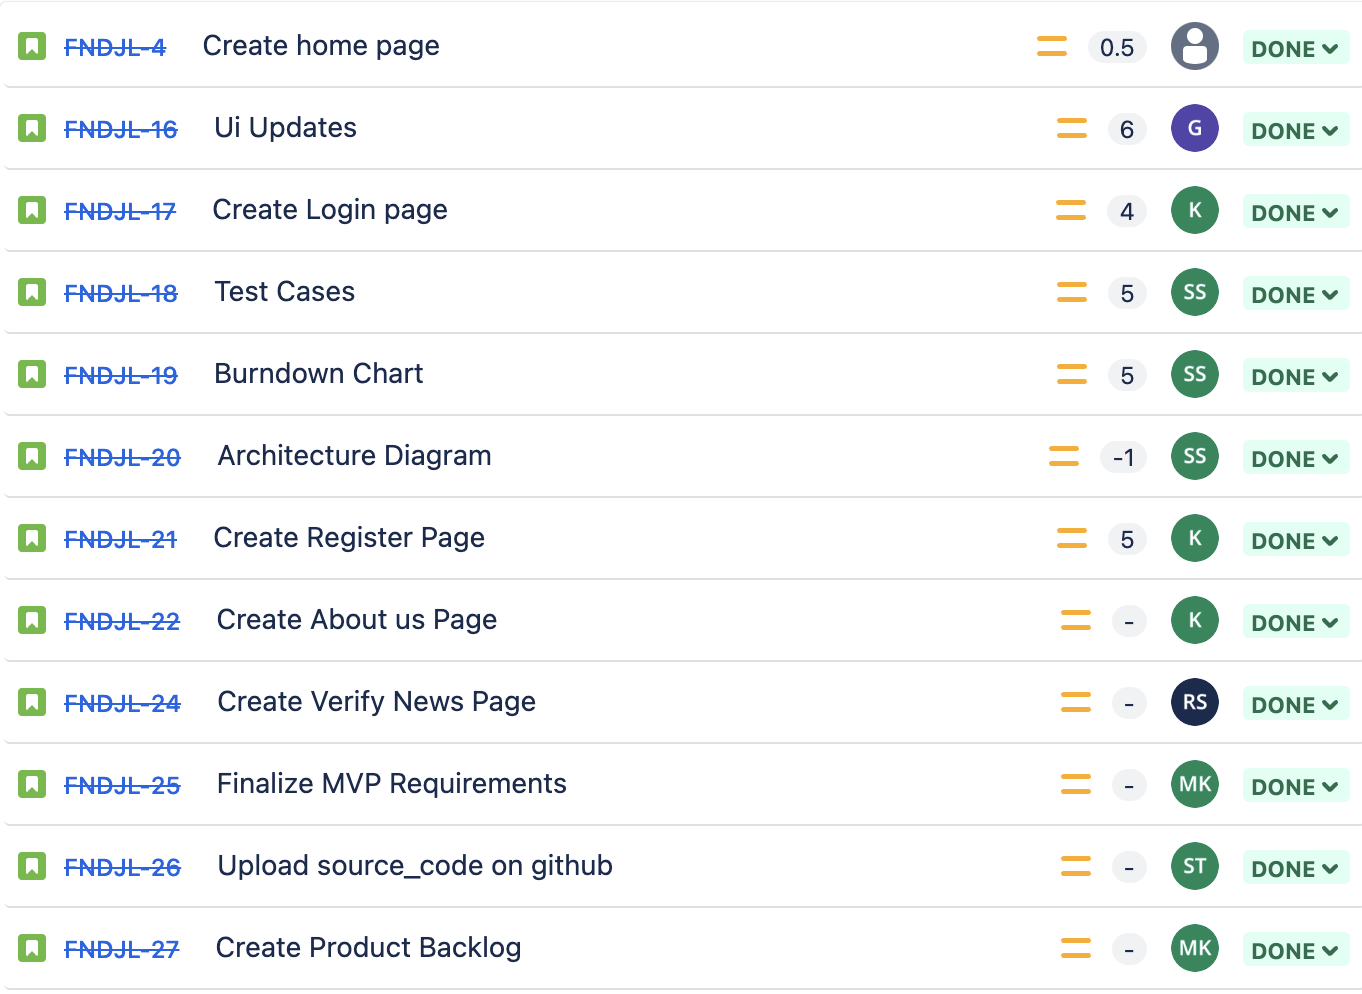 FNDJL-4 Create home page 0.5 DONE
FNDJL-16 Ui Updates 6 G DONE
FNDJL-17 Create Login page 4 K DONE
FNDJL-18 Test Cases 5 SS DONE
FNDJL-19 Burndown Chart 5 SS DONE
FNDJL-20 Architecture Diagram -1 SS DONE
FNDJL-21 Create Register Page 5 K DONE
FNDJL-22 Create About us Page - K DONE
FNDJL-24 Create Verify News Page - RS DONE
FNDJL-25 Finalize MVP Requirements - MK DONE
FNDJL-26 Upload source_code on github - ST DONE
FNDJL-27 Create Product Backlog - MK DONE